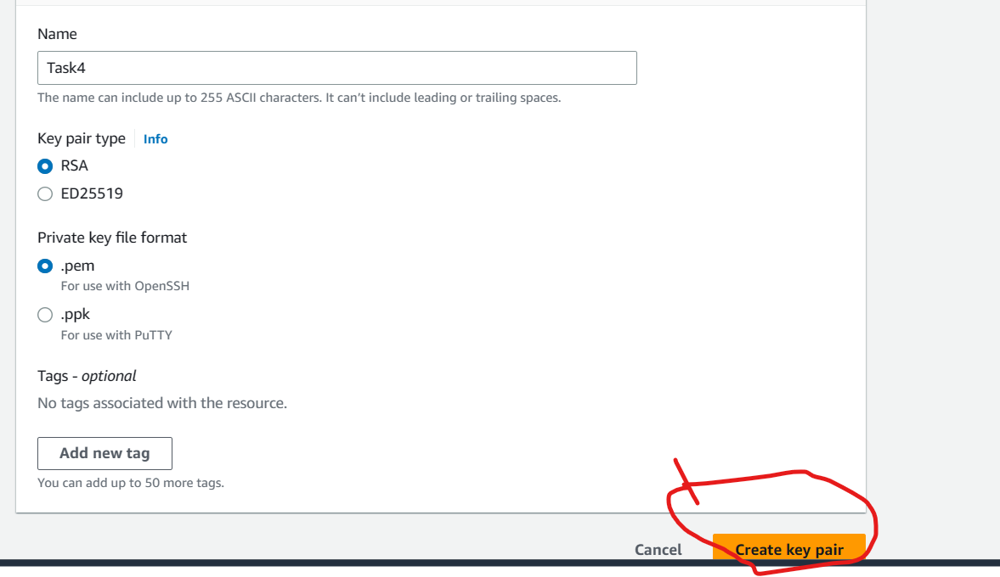 Name
Task4
The name can include up to 255 ASCII characters. It can’t include leading or trailing spaces.
Key pair type Info
RSA
ED25519
Private key file format
.pem
For use with OpenSSH
.ppk
For use with PuTTY
Tags - optional
No tags associated with the resource.
Add new tag
You can add up to 50 more tags.
Cancel Create key pair